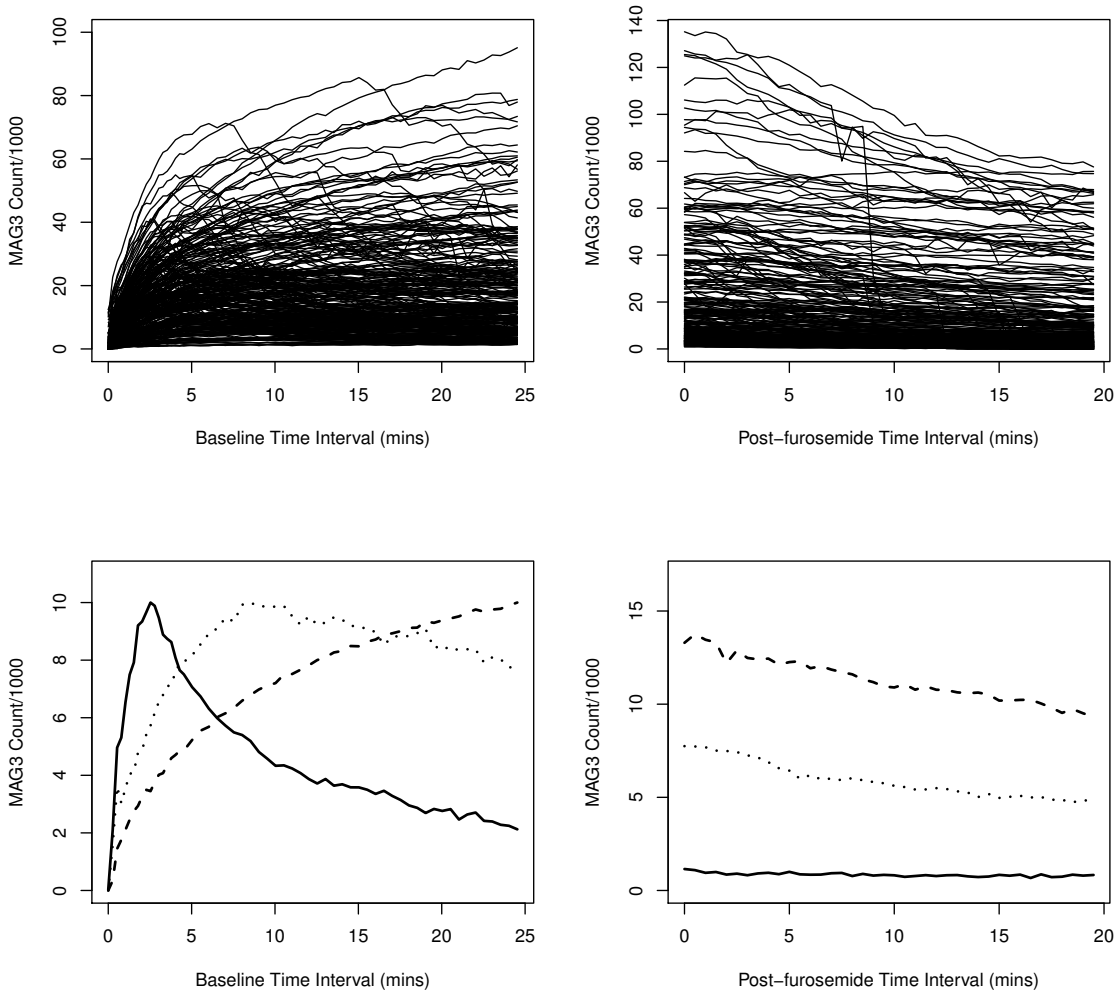 100
80
60
40
20
0
0 5 10 15 20 25
MAG3 Count/1000
Baseline Time Interval (mins)
140
120
100
80
60
40
20
0
0 5 10 15 20
MAG3 Count/1000
Post−furosemide Time Interval (mins)
10
8
6
4
2
0
0 5 10 15 20 25
MAG3 Count/1000
Baseline Time Interval (mins)
15
10
5
0
0 5 10 15 20
MAG3 Count/1000
Post−furosemide Time Interval (mins)